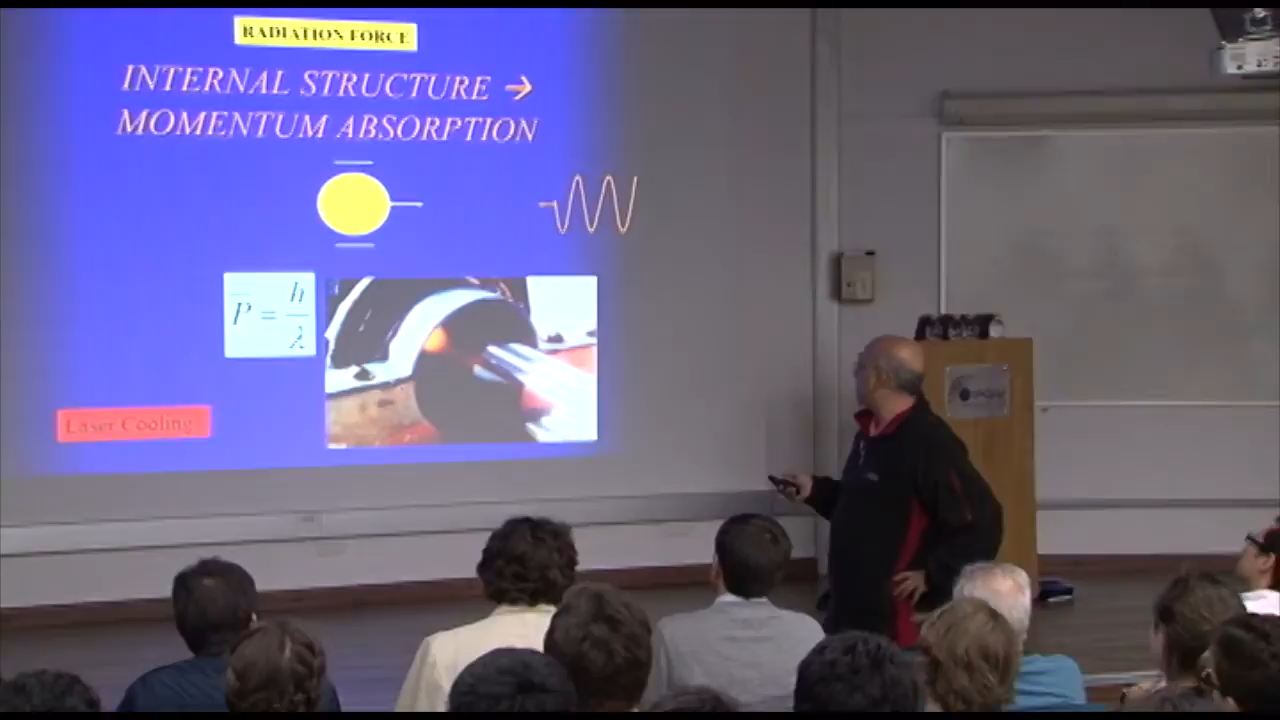 RADIATION FORCE
INTERNAL STRUCTURE →
MOMENTUM ABSORPTION
P = h / λ
Laser Cooling